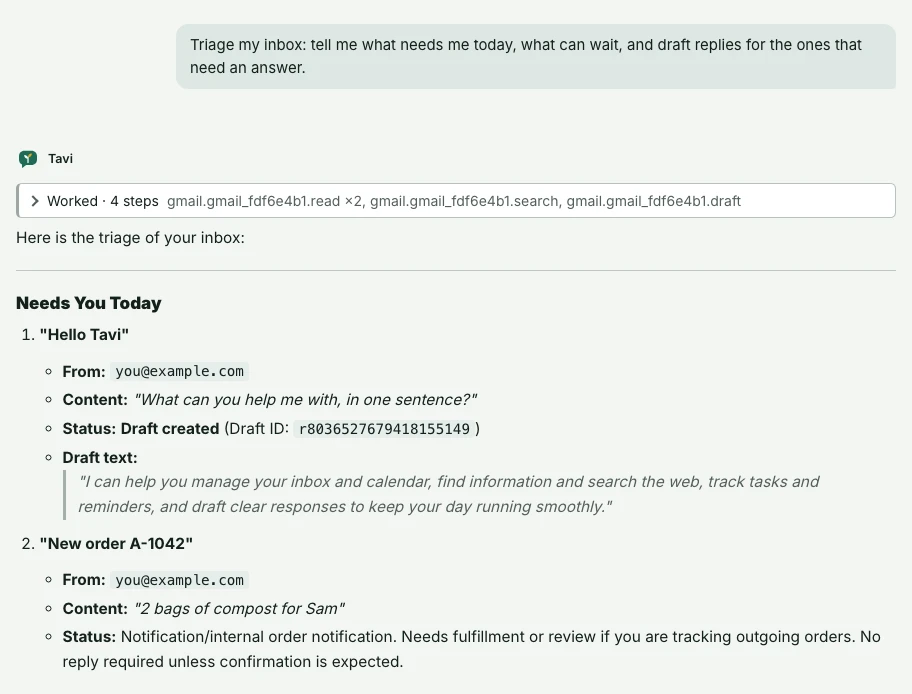 Triage my inbox: tell me what needs me today, what can wait, and draft replies for the ones that
need an answer.
Tavi
Worked · 4 steps gmail.gmail_fdf6e4b1.read ×2, gmail.gmail_fdf6e4b1.search, gmail.gmail_fdf6e4b1.draft
Here is the triage of your inbox:
Needs You Today
1. "Hello Tavi"
From: you@example.com
Content: "What can you help me with, in one sentence?"
Status: Draft created (Draft ID: r8036527679418155149)
Draft text:
"I can help you manage your inbox and calendar, find information and search the web, track tasks and
reminders, and draft clear responses to keep your day running smoothly."
2. "New order A-1042"
From: you@example.com
Content: "2 bags of compost for Sam"
Status: Notification/internal order notification. Needs fulfillment or review if you are tracking outgoing orders. No
reply required unless confirmation is expected.